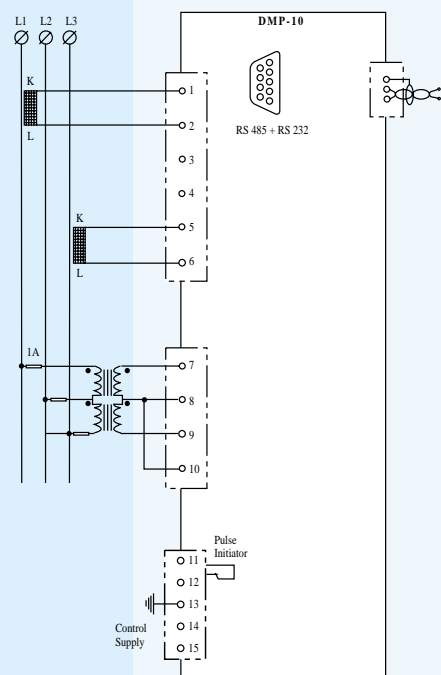 L1 L2 L3
DMP-10
K
1
L
2
RS 485 + RS 232
3
4
K
5
6
L
1A
7
8
9
10
Pulse
Initiator
11
12
13
Control
Supply
14
15